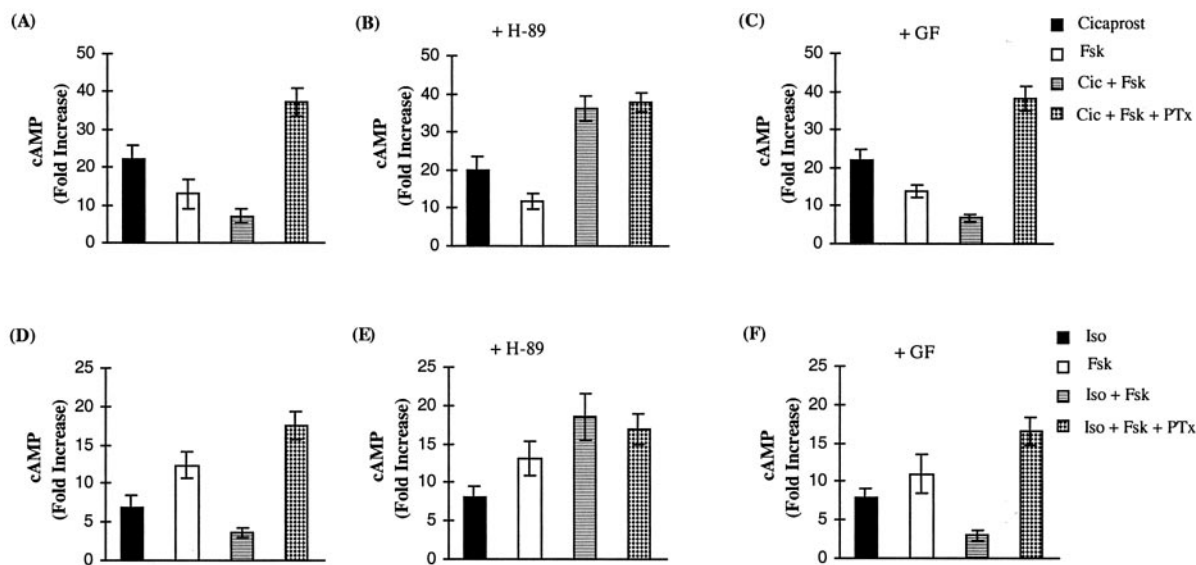 (A)
cAMP
(Fold Increase)
50
40
30
20
10
0
(B)
+ H-89
cAMP
(Fold Increase)
50
40
30
20
10
0
(C)
+ GF
cAMP
(Fold Increase)
50
40
30
20
10
0
Cicaprost
Fsk
Cic + Fsk
Cic + Fsk + PTx
(D)
cAMP
(Fold Increase)
25
20
15
10
5
0
(E)
+ H-89
cAMP
(Fold Increase)
25
20
15
10
5
0
(F)
+ GF
cAMP
(Fold Increase)
25
20
15
10
5
0
Iso
Fsk
Iso + Fsk
Iso + Fsk + PTx